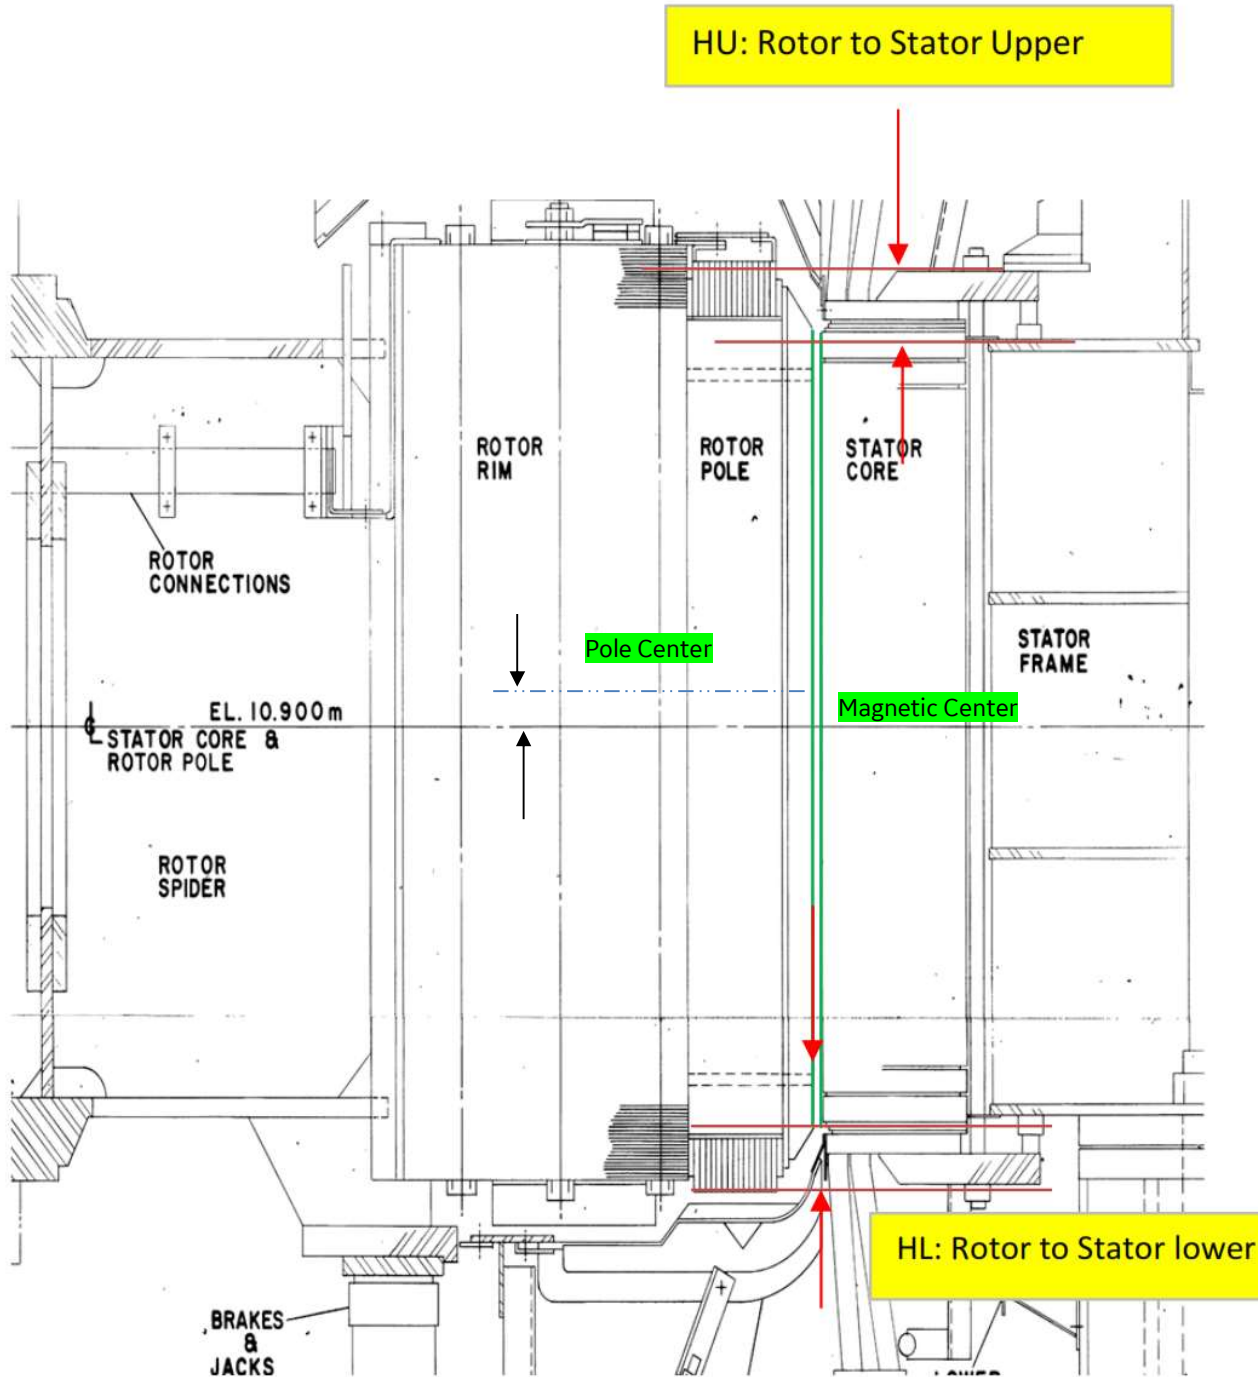 HU: Rotor to Stator Upper
ROTOR
RIM
ROTOR
POLE
STATOR
CORE
ROTOR
CONNECTIONS
Pole Center
STATOR
FRAME
Magnetic Center
EL. 10.900m
STATOR CORE &
ROTOR POLE
ROTOR
SPIDER
HL: Rotor to Stator lower
BRAKES
&
JACKS
LOWER